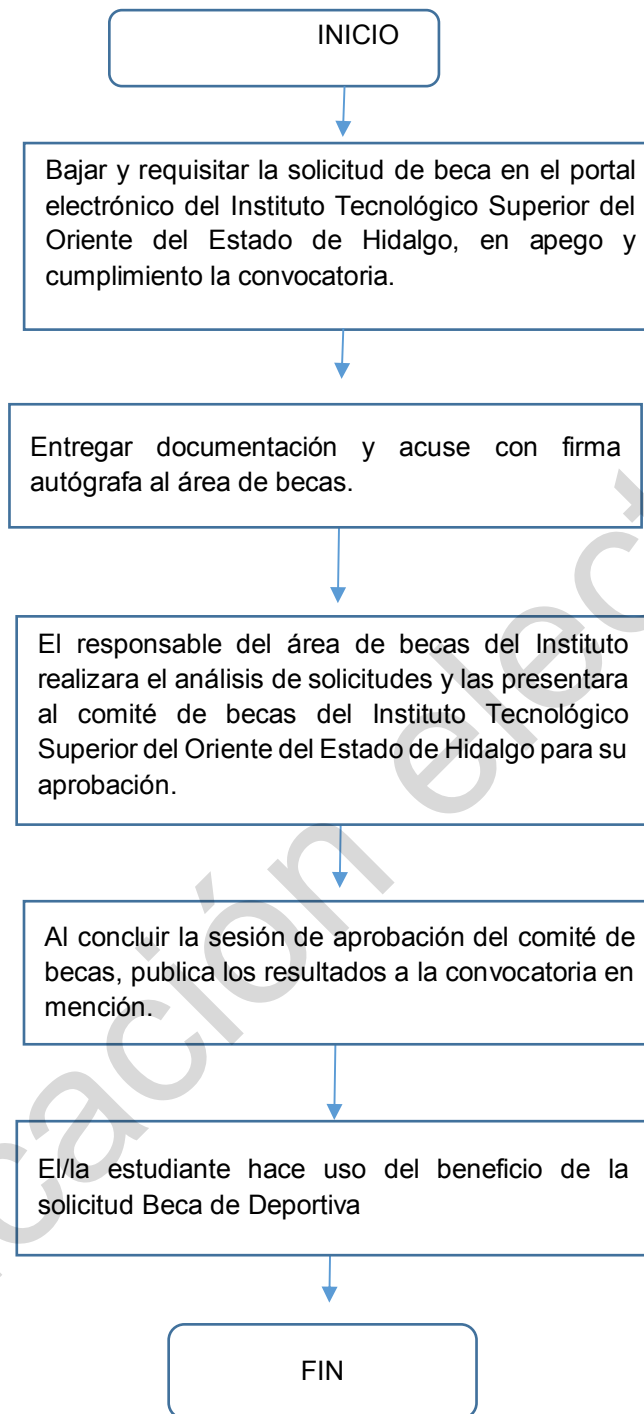 INICIO
Bajar y requisitar la solicitud de beca en el portal
electrónico del Instituto Tecnológico Superior del
Oriente del Estado de Hidalgo, en apego y
cumplimiento la convocatoria.
Entregar documentación y acuse con firma
autógrafa al área de becas.
El responsable del área de becas del Instituto
realizara el análisis de solicitudes y las presentara
al comité de becas del Instituto Tecnológico
Superior del Oriente del Estado de Hidalgo para su
aprobación.
Al concluir la sesión de aprobación del comité de
becas, publica los resultados a la convocatoria en
mención.
El/la estudiante hace uso del beneficio de la
solicitud Beca de Deportiva
FIN